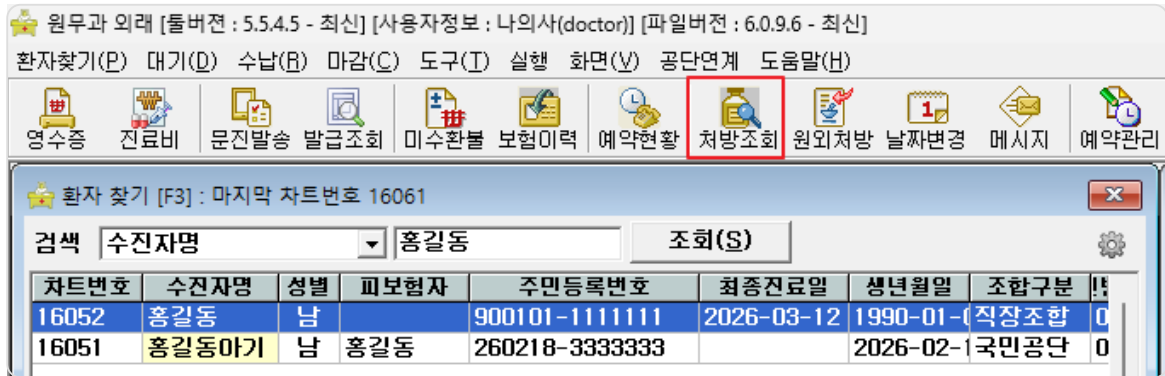 원무과 외래 [툴버젼 : 5.5.4.5 - 최신] [사용자정보 : 나의사(doctor)] [파일버전 : 6.0.9.6 - 최신]
환자찾기(P) 대기(D) 수납(R) 마감(C) 도구(T) 실행 화면(V) 공단연계 도움말(H)
영수증 진료비 문진발송 발급조회 미수환불 보험이력 예약현황 처방조회 원외처방 날짜변경 메시지 예약관리
환자 찾기 [F3] : 마지막 차트번호 16061
검색 수진자명 홍길동 조회(S)
차트번호 수진자명 성별 피보험자 주민등록번호 최종진료일 생년월일 조합구분
16052 홍길동 남 900101-1111111 2026-03-12 1990-01-0 직장조합 0
16051 홍길동아기 남 홍길동 260218-3333333 2026-02-1 국민공단 0